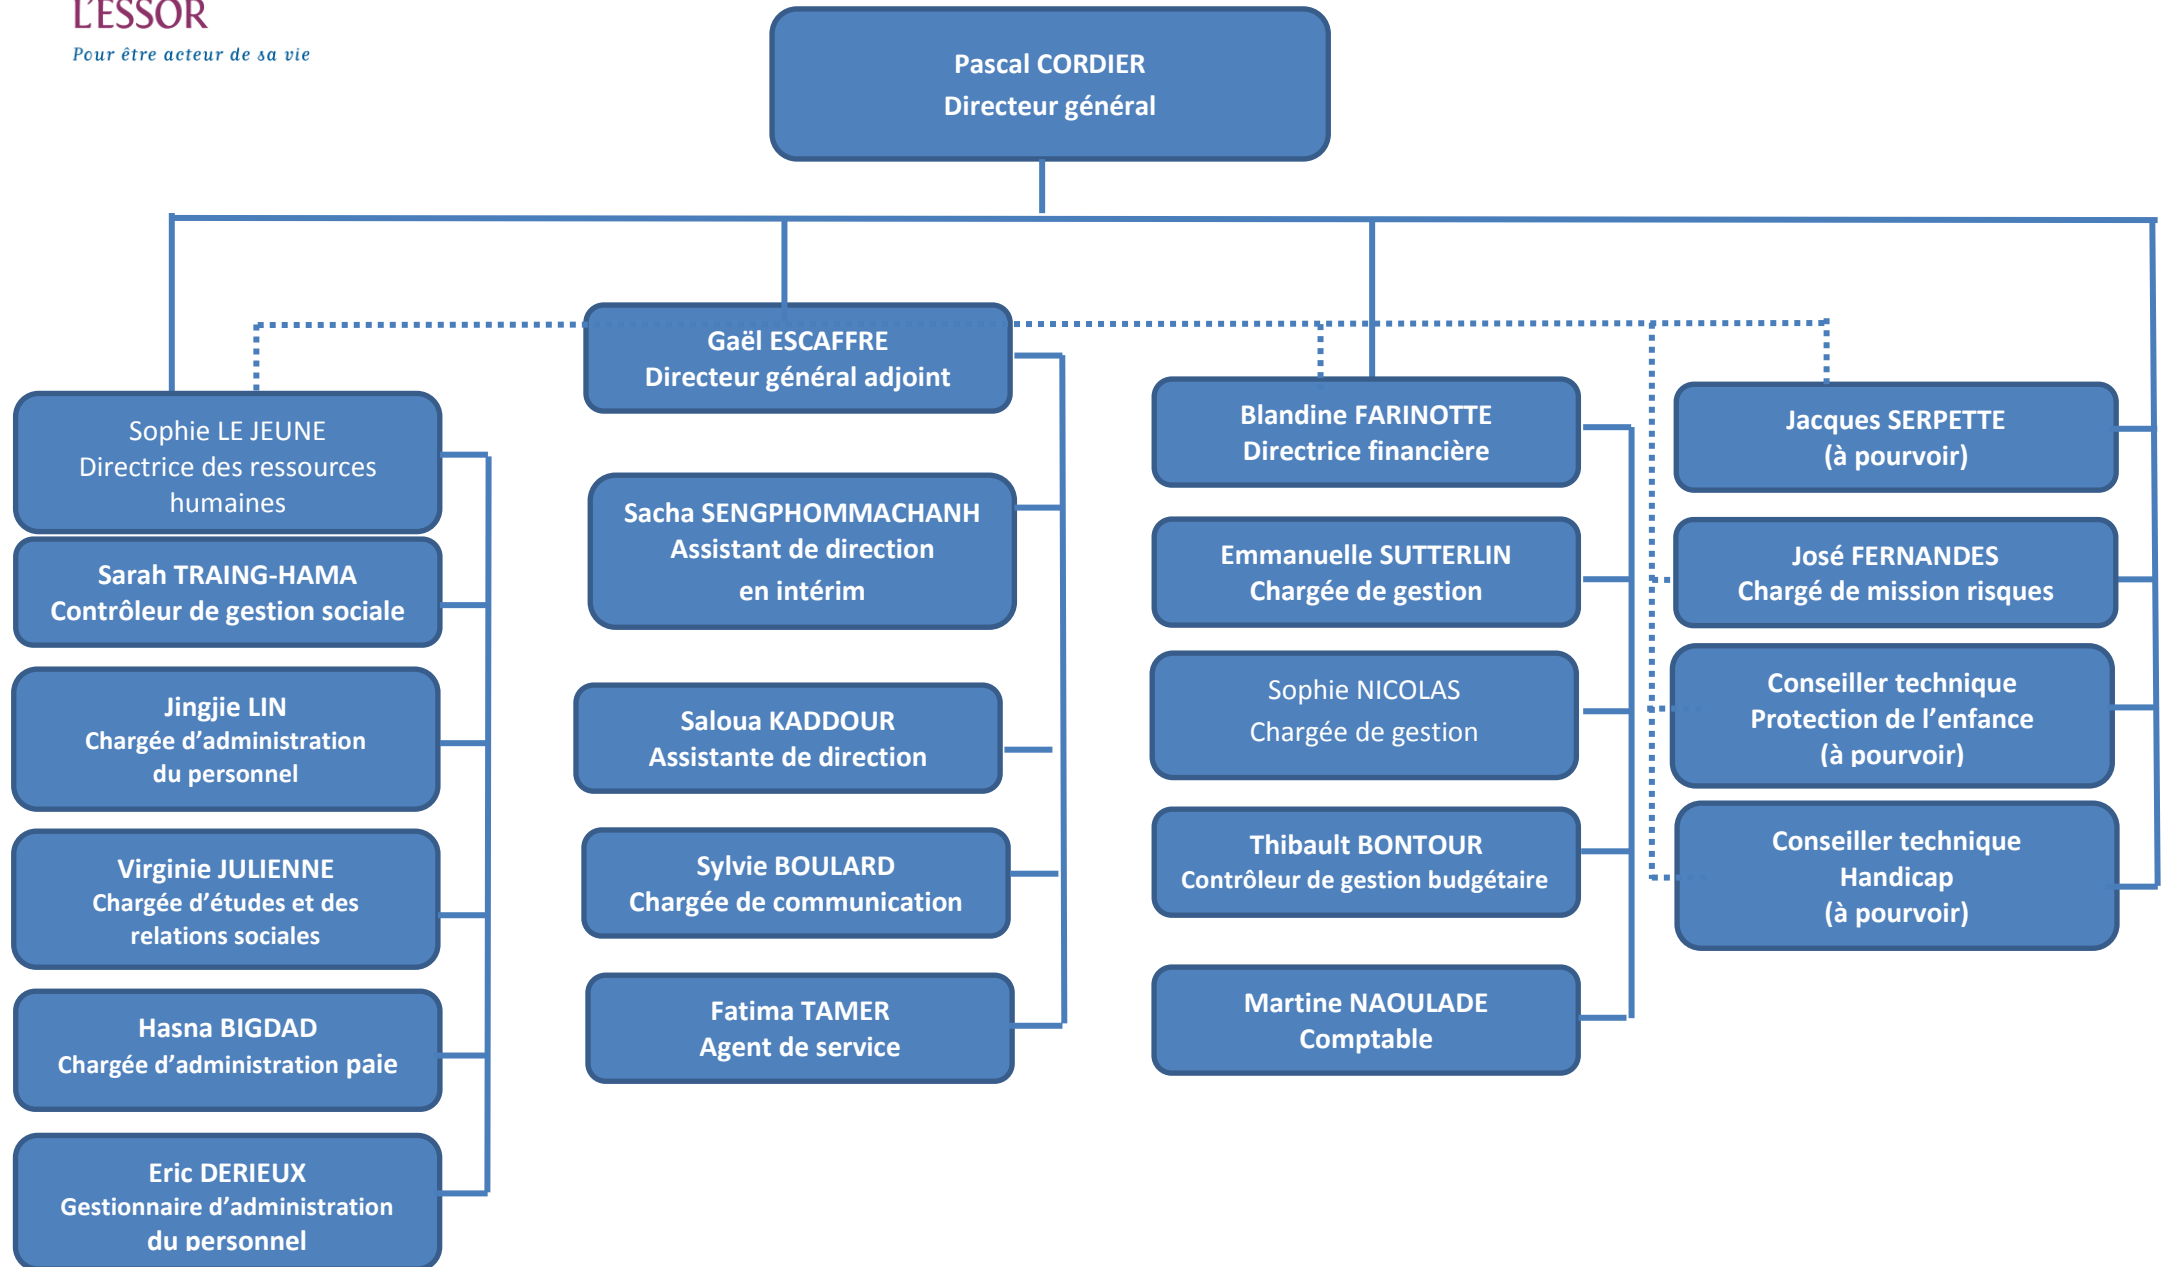 L'ESSOR
Pour être acteur de sa vie
Pascal CORDIER
Directeur général
Gaël ESCAFFRE
Directeur général adjoint
Sophie LE JEUNE
Directrice des ressources
humaines
Sarah TRAING-HAMA
Contrôleur de gestion sociale
Jingjie LIN
Chargée d’administration
du personnel
Virginie JULIENNE
Chargée d’études et des
relations sociales
Hasna BIGDAD
Chargée d’administration paie
Eric DERIEUX
Gestionnaire d’administration
du personnel
Sacha SENGPHOMMACHANH
Assistant de direction
en intérim
Saloua KADDOUR
Assistante de direction
Sylvie BOULARD
Chargée de communication
Fatima TAMER
Agent de service
Blandine FARINOTTE
Directrice financière
Emmanuelle SUTTERLIN
Chargée de gestion
Sophie NICOLAS
Chargée de gestion
Thibault BONTOUR
Contrôleur de gestion budgétaire
Martine NAOULADE
Comptable
Jacques SERPETTE
(à pourvoir)
José FERNANDES
Chargé de mission risques
Conseiller technique
Protection de l’enfance
(à pourvoir)
Conseiller technique
Handicap
(à pourvoir)